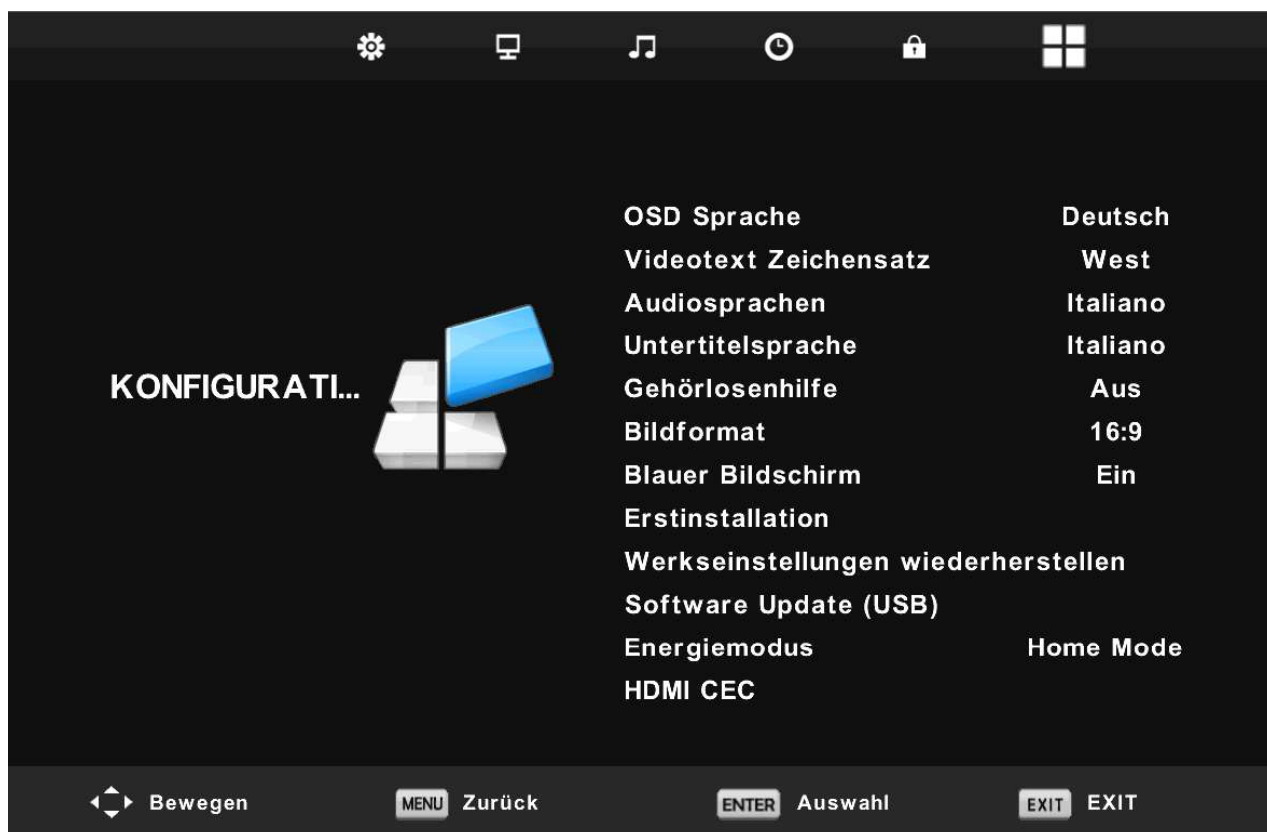 OSD Sprache Deutsch
Videotext Zeichensatz West
Audiosprachen Italiano
Untertitelsprache Italiano
KONFIGURATI...
Gehörlosenhilfe Aus
Bildformat 16:9
Blauer Bildschirm Ein
Erstinstallation
Werkseinstellungen wiederherstellen
Software Update (USB)
Energiemodus Home Mode
HDMI CEC
Bewegen MENU Zurück ENTER Auswahl EXIT EXIT